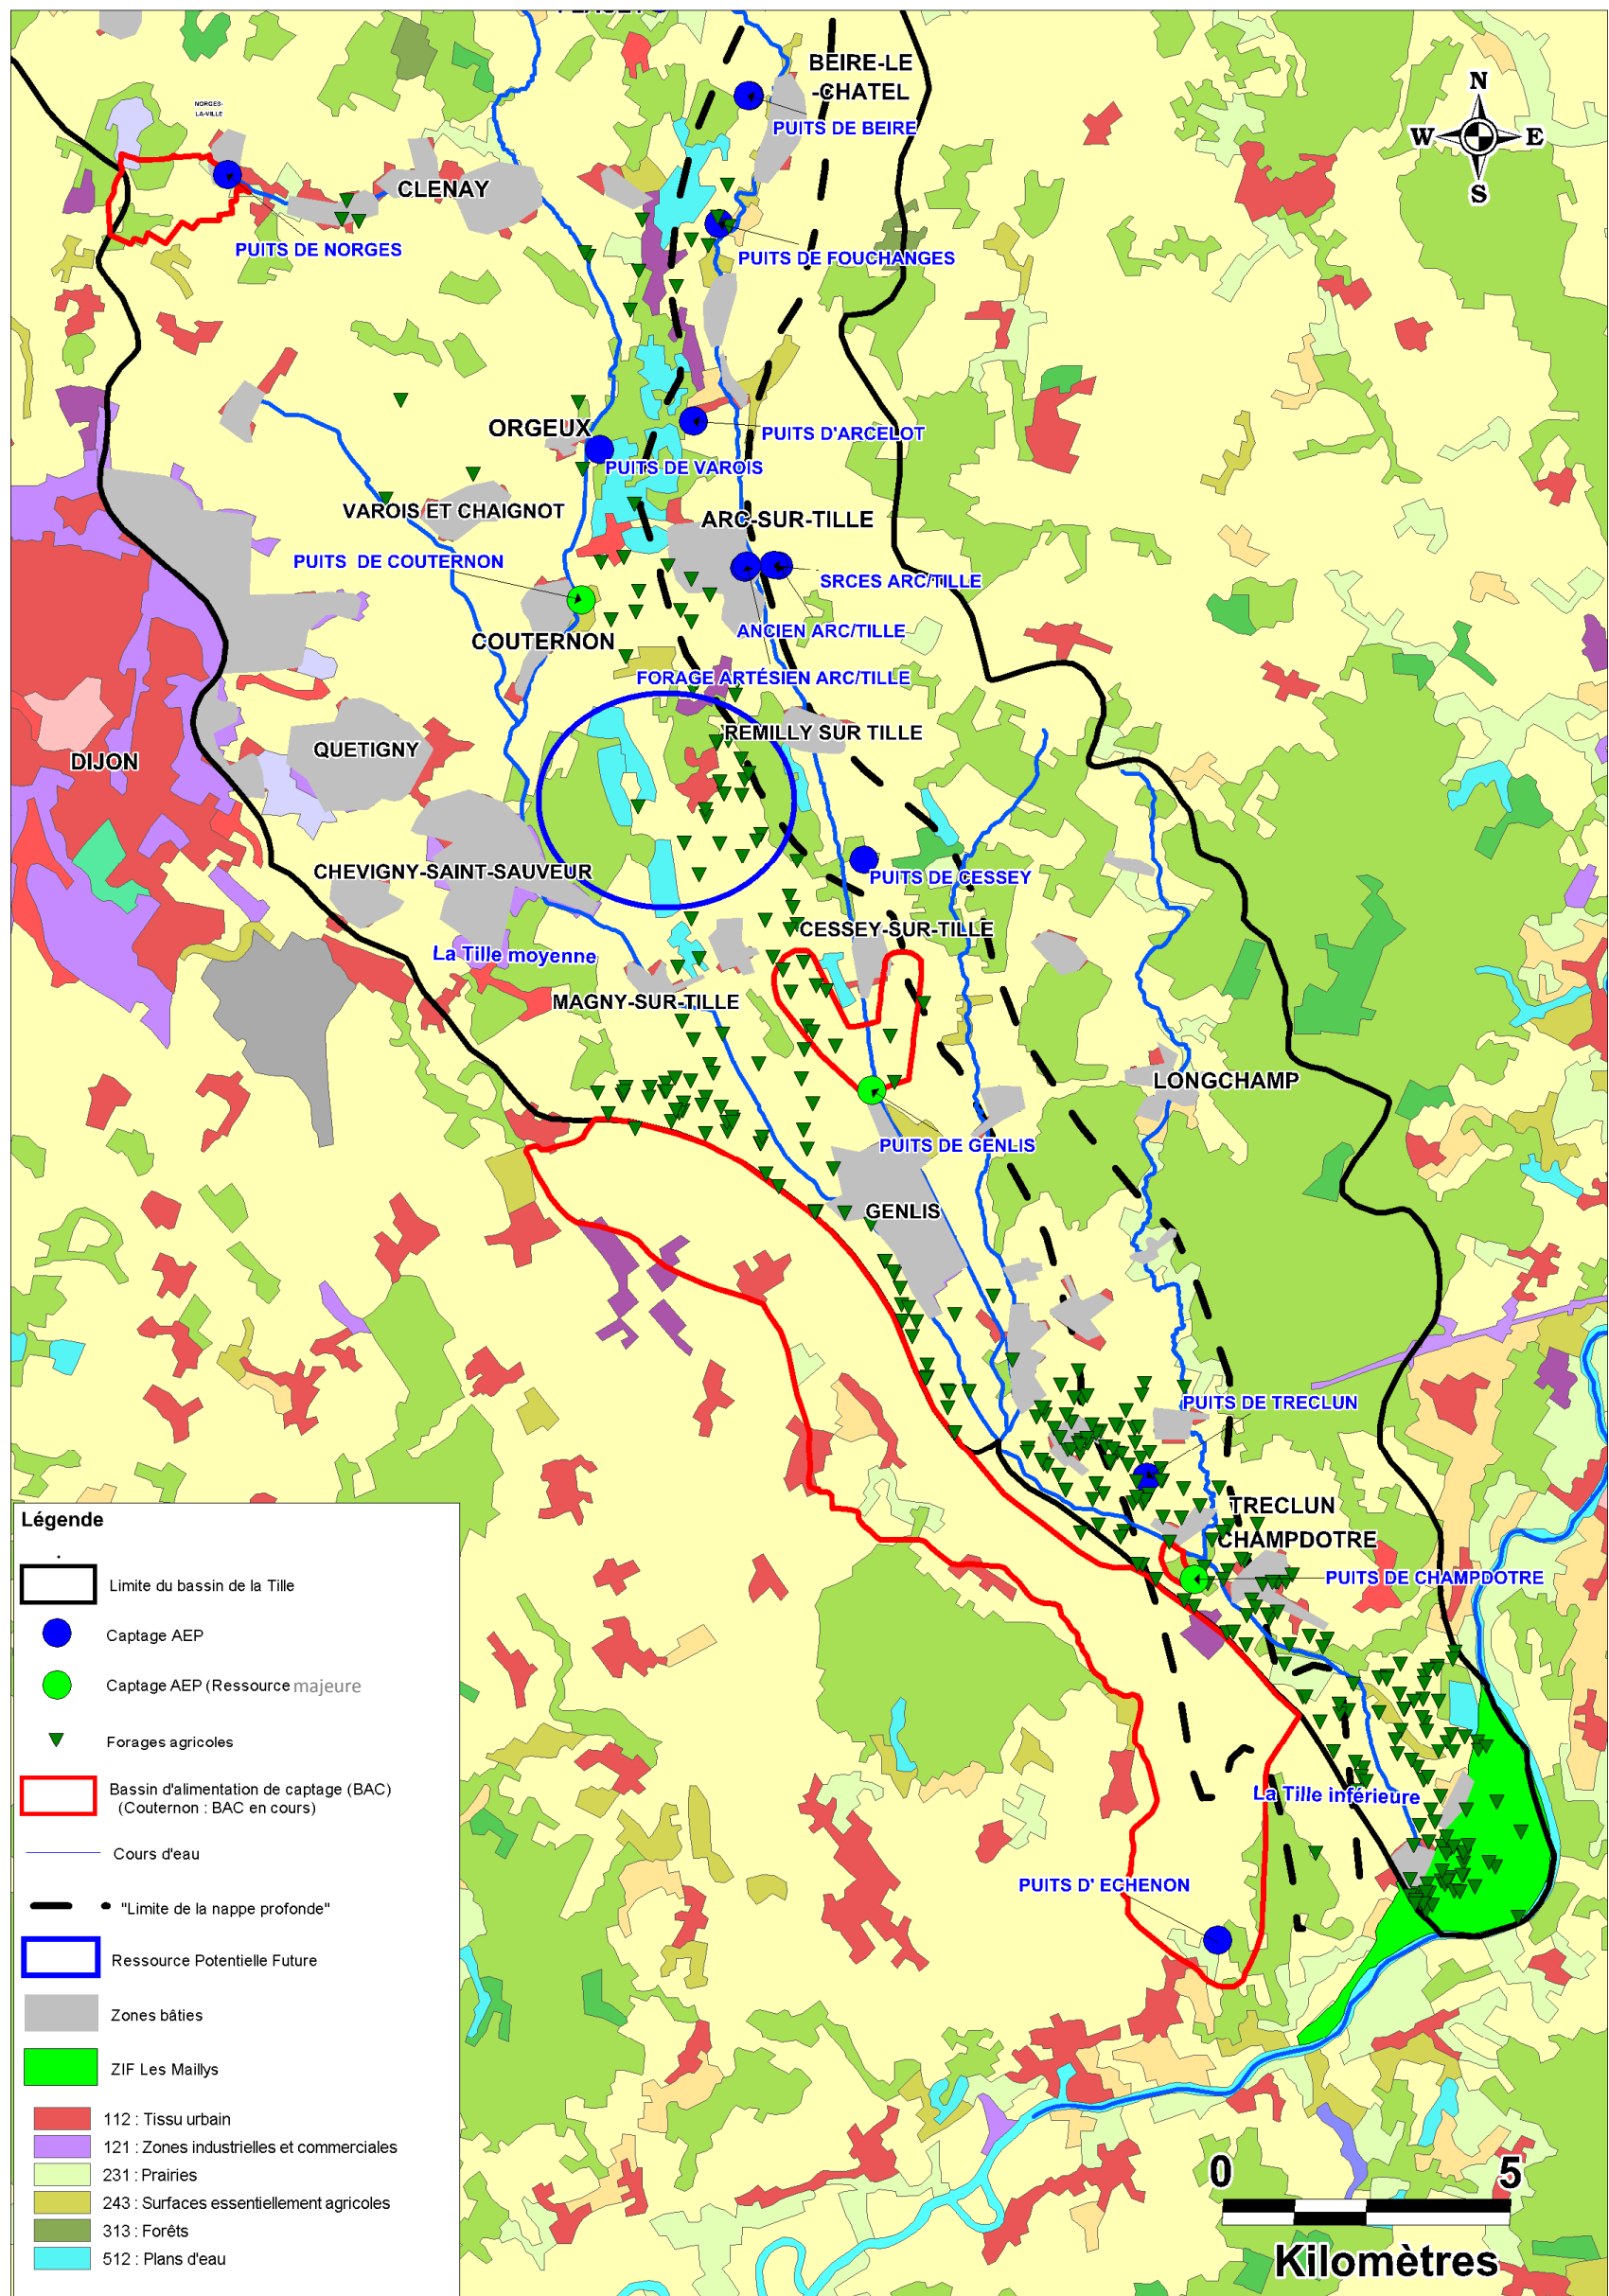 BEIRE-LE
-CHATEL
N
W
E
S
NORGES-
LA-VILLE
PUITS DE BEIRE
CLENAY
PUITS DE NORGES
PUITS DE FOUCHANGES
ORGEUX
PUITS D'ARCELOT
PUITS DE VAROIS
VAROIS ET CHAIGNOT
ARC-SUR-TILLE
PUITS DE COUTERNON
SRCES ARC/TILLE
ANCIEN ARC/TILLE
COUTERNON
FORAGE ARTÉSIEN ARC/TILLE
REMILLY SUR TILLE
QUETIGNY
DIJON
CHEVIGNY-SAINT-SAUVEUR
PUITS DE CESSEY
CESSEY-SUR-TILLE
La Tille moyenne
MAGNY-SUR-TILLE
LONGCHAMP
PUITS DE GENLIS
GENLIS
PUITS DE TRECLUN
TRECLUN
CHAMPDOTRE
PUITS DE CHAMPDOTRE
La Tille inférieure
PUITS D' ECHENON
Légende
Limite du bassin de la Tille
Captage AEP
Captage AEP (Ressource majeure
Forages agricoles
Bassin d'alimentation de captage (BAC)
(Couternon : BAC en cours)
Cours d'eau
"Limite de la nappe profonde"
Ressource Potentielle Future
Zones bâties
ZIF Les Maillys
112 : Tissu urbain
121 : Zones industrielles et commerciales
231 : Prairies
243 : Surfaces essentiellement agricoles
313 : Forêts
512 : Plans d'eau
0 5
Kilomètres